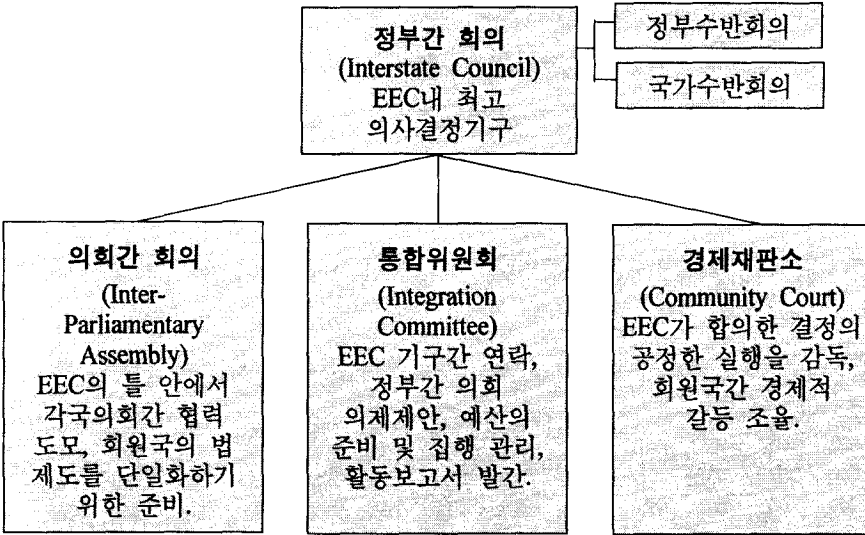 정부간 회의
(Interstate Council)
EEC내 최고
의사결정기구
정부수반회의
국가수반회의
의회간 회의
(Inter-
Parliamentary
Assembly)
EEC의 틀 안에서
각국의회간 협력
도모, 회원국의 법
제도를 단일화하기
위한 준비.
통합위원회
(Integration
Committee)
EEC 기구간 연락,
정부간 의회
의제제안, 예산의
준비 및 집행 관리,
활동보고서 발간.
경제재판소
(Community Court)
EEC가 합의한 결정의
공정한 실행을 감독,
회원국간 경제적
갈등 조율.